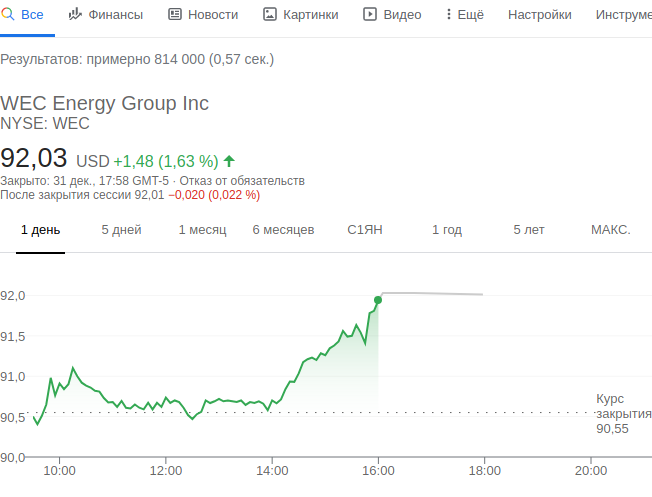 Все Финансы Новости Картинки Видео Ещё Настройки Инструме
Результатов: примерно 814 000 (0,57 сек.)
WEC Energy Group Inc
NYSE: WEC
92,03 USD +1,48 (1,63 %)
Закрыто: 31 дек., 17:58 GMT-5 · Отказ от обязательств
После закрытия сессии 92,01 −0,020 (0,022 %)
1 день 5 дней 1 месяц 6 месяцев С1ЯН 1 год 5 лет МАКС.
92,0
91,5
91,0
90,5
90,0
Курс
закрытия
90,55
10:00 12:00 14:00 16:00 18:00 20:00